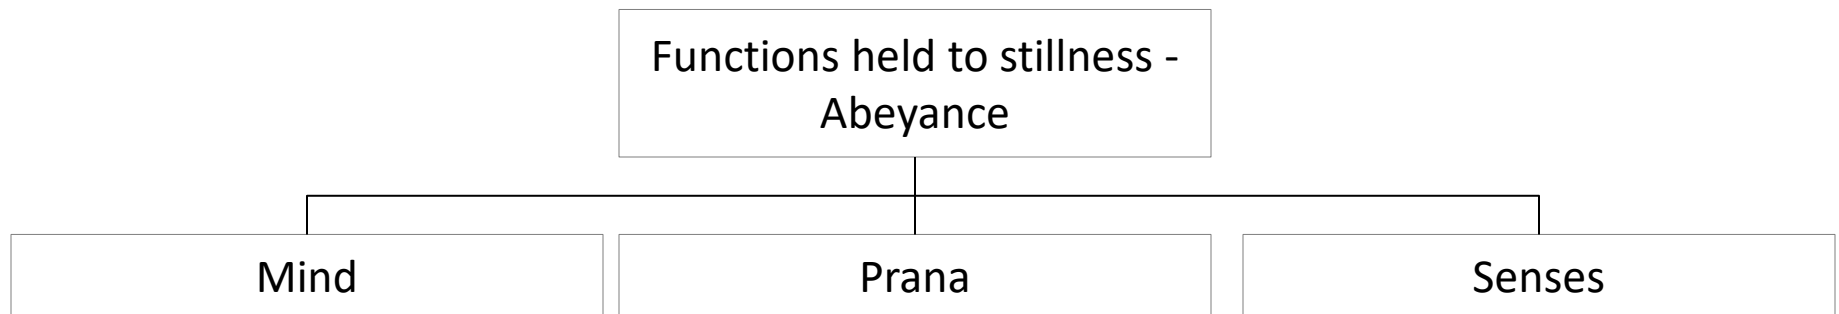 Functions held to stillness -
Abeyance
Mind
Prana
Senses